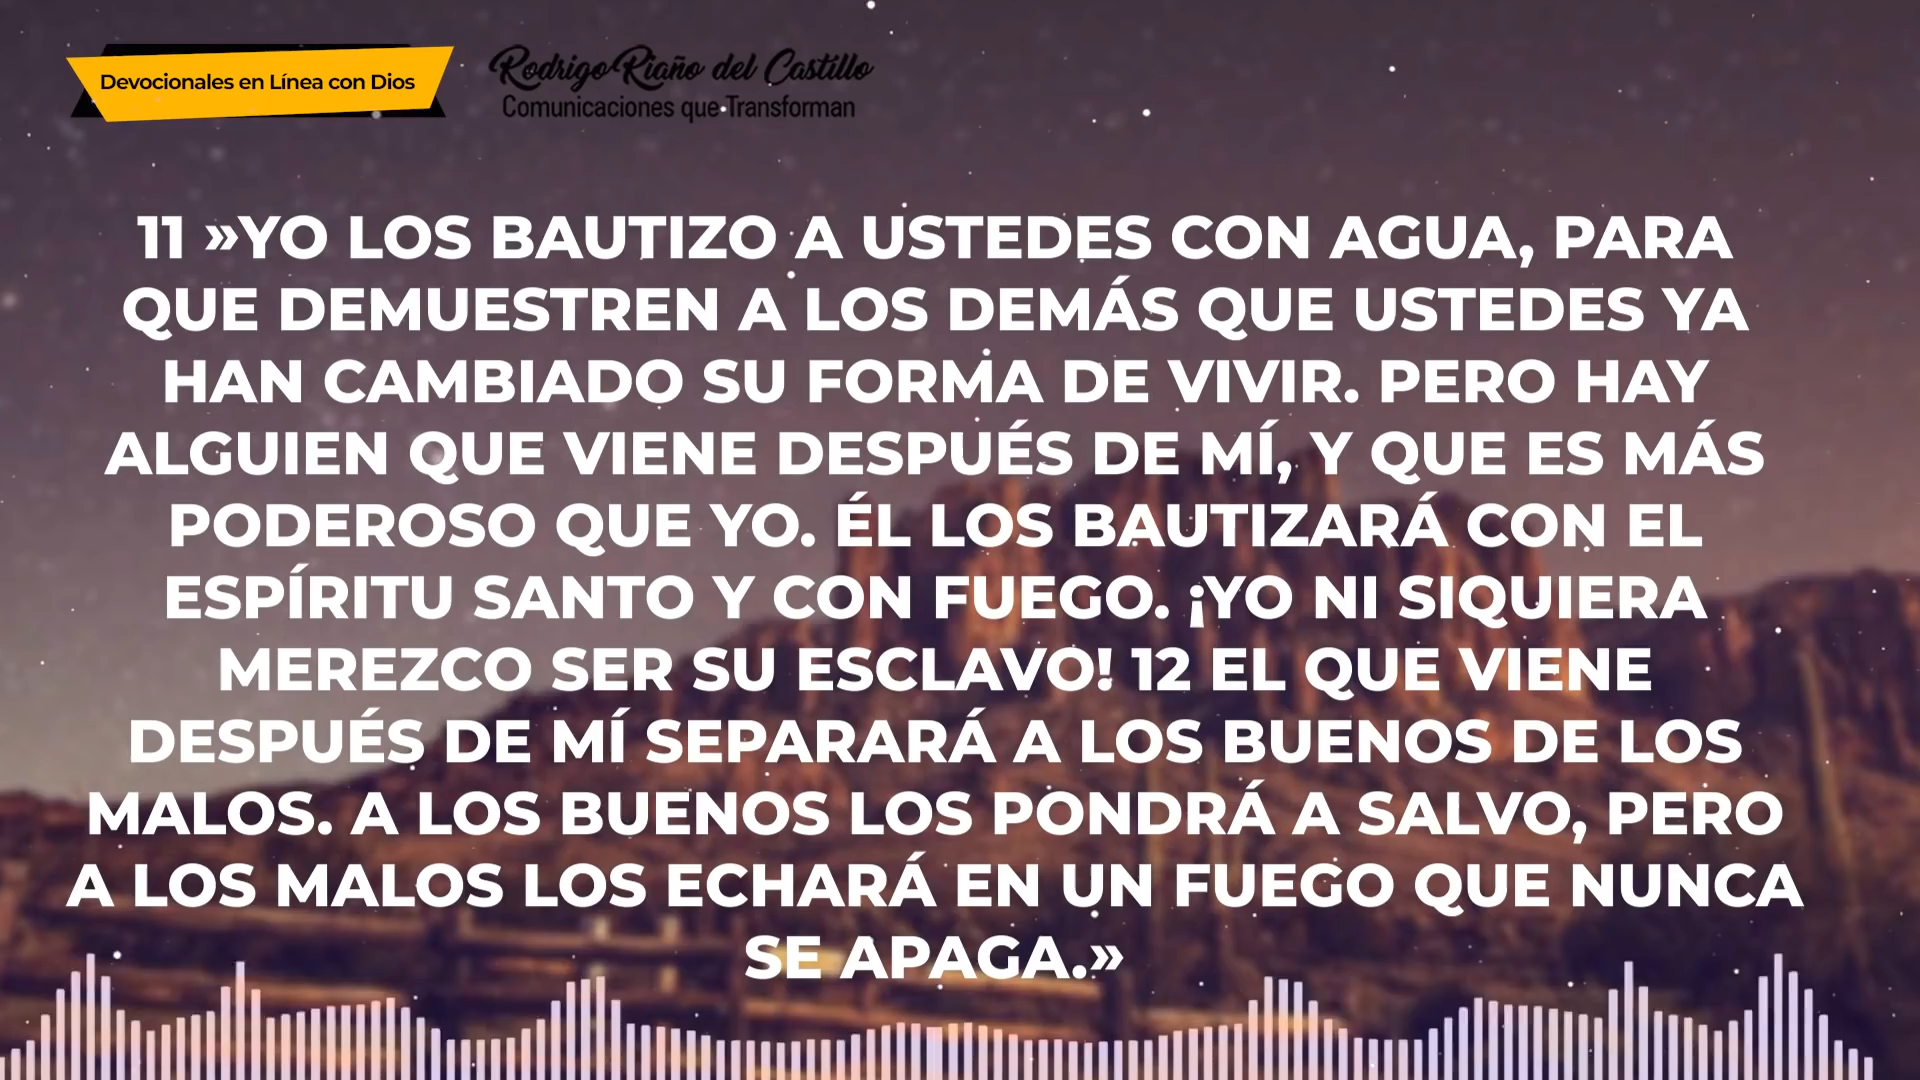 Devocionales en Línea con Dios
Rodrigo Riaño del Castillo
Comunicaciones que Transforman
11 »YO LOS BAUTIZO A USTEDES CON AGUA, PARA
QUE DEMUESTREN A LOS DEMÁS QUE USTEDES YA
HAN CAMBIADO SU FORMA DE VIVIR. PERO HAY
ALGUIEN QUE VIENE DESPUÉS DE MÍ, Y QUE ES MÁS
PODEROSO QUE YO. ÉL LOS BAUTIZARÁ CON EL
ESPÍRITU SANTO Y CON FUEGO. ¡YO NI SIQUIERA
MEREZCO SER SU ESCLAVO! 12 EL QUE VIENE
DESPUÉS DE MÍ SEPARARÁ A LOS BUENOS DE LOS
MALOS. A LOS BUENOS LOS PONDRÁ A SALVO, PERO
A LOS MALOS LOS ECHARÁ EN UN FUEGO QUE NUNCA
SE APAGA.»